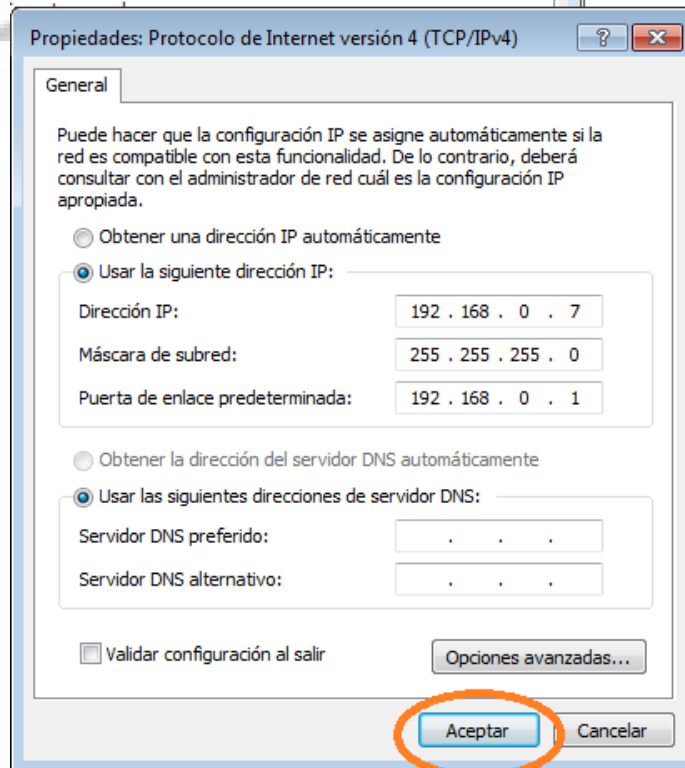 Propiedades: Protocolo de Internet versión 4 (TCP/IPv4)
General
Puede hacer que la configuración IP se asigne automáticamente si la
red es compatible con esta funcionalidad. De lo contrario, deberá
consultar con el administrador de red cuál es la configuración IP
apropiada.
Obtener una dirección IP automáticamente
Usar la siguiente dirección IP:
Dirección IP: 192 . 168 . 0 . 7
Máscara de subred: 255 . 255 . 255 . 0
Puerta de enlace predeterminada: 192 . 168 . 0 . 1
Obtener la dirección del servidor DNS automáticamente
Usar las siguientes direcciones de servidor DNS:
Servidor DNS preferido: . . .
Servidor DNS alternativo: . . .
Validar configuración al salir
Opciones avanzadas...
Aceptar Cancelar